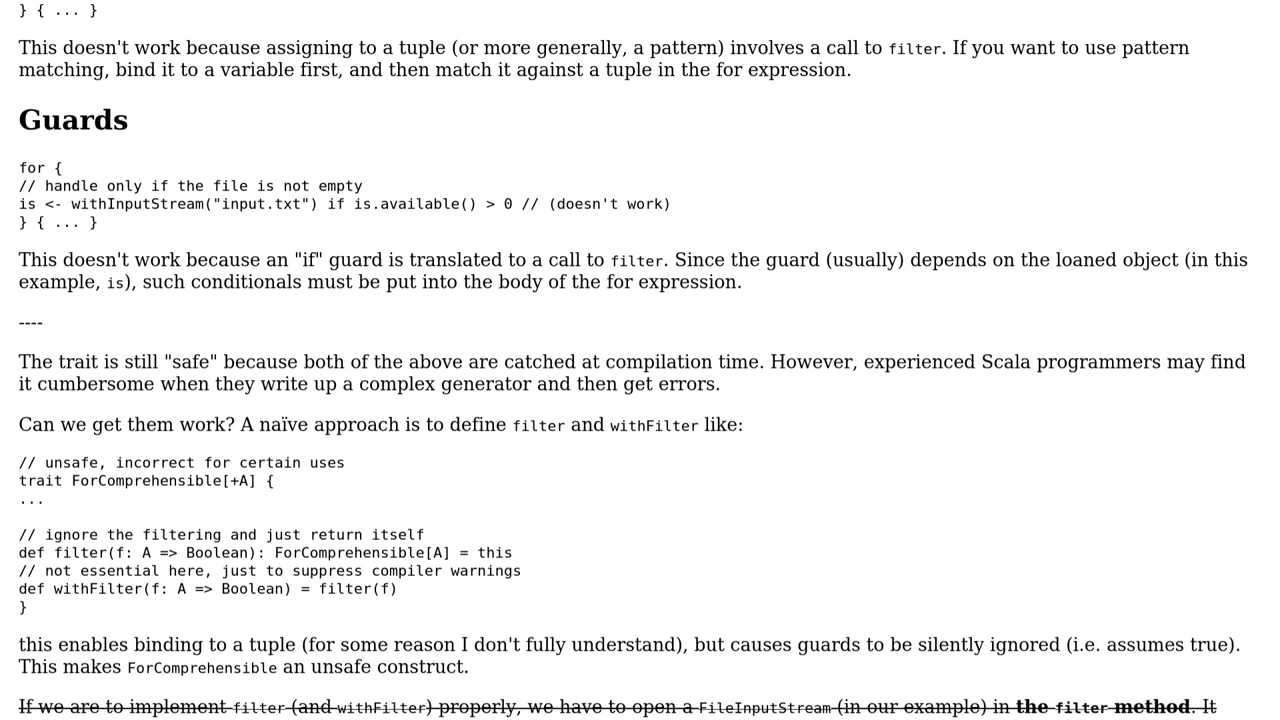 } { ... }
This doesn't work because assigning to a tuple (or more generally, a pattern) involves a call to filter. If you want to use pattern
matching, bind it to a variable first, and then match it against a tuple in the for expression.
Guards
for {
// handle only if the file is not empty
is <- withInputStream("input.txt") if is.available() > 0 // (doesn't work)
} { ... }
This doesn't work because an "if" guard is translated to a call to filter. Since the guard (usually) depends on the loaned object (in this
example, is), such conditionals must be put into the body of the for expression.
----
The trait is still "safe" because both of the above are catched at compilation time. However, experienced Scala programmers may find
it cumbersome when they write up a complex generator and then get errors.
Can we get them work? A naïve approach is to define filter and withFilter like:
// unsafe, incorrect for certain uses
trait ForComprehensible[+A] {
...
// ignore the filtering and just return itself
def filter(f: A => Boolean): ForComprehensible[A] = this
// not essential here, just to suppress compiler warnings
def withFilter(f: A => Boolean) = filter(f)
}
this enables binding to a tuple (for some reason I don't fully understand), but causes guards to be silently ignored (i.e. assumes true).
This makes ForComprehensible an unsafe construct.
If we are to implement filter (and withFilter) properly, we have to open a FileInputStream (in our example) in the filter method. It